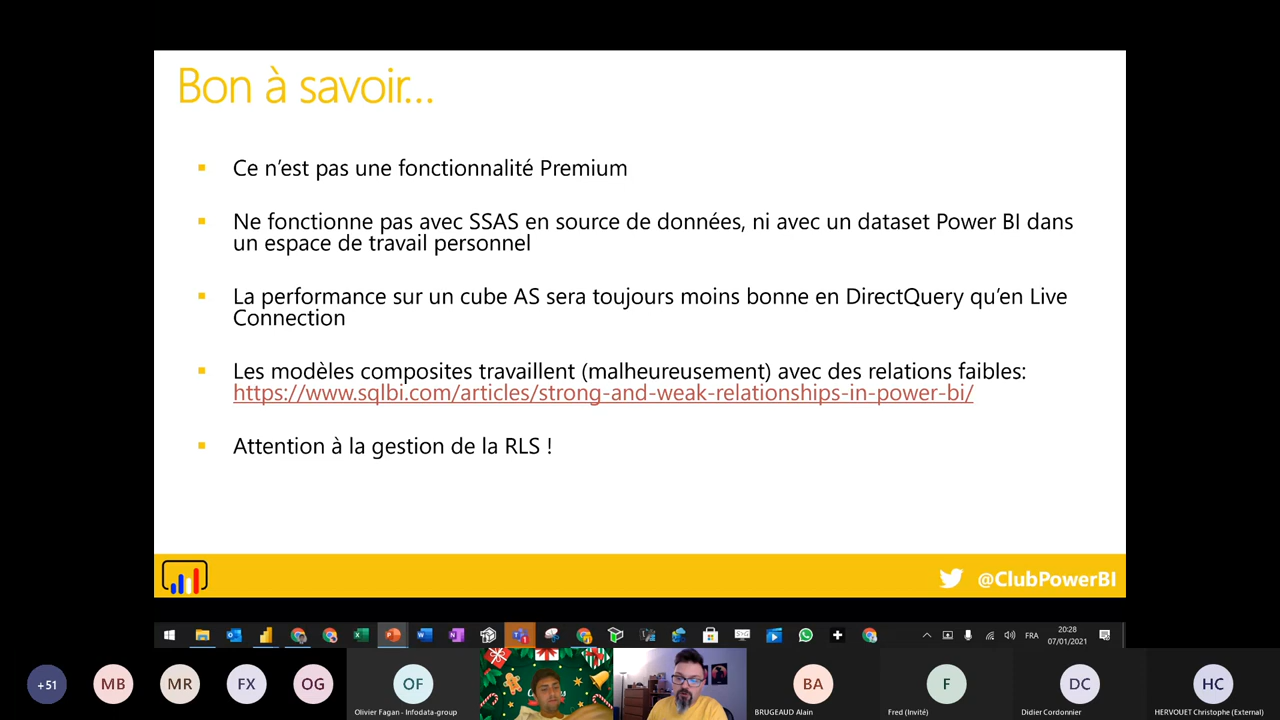 Bon à savoir...
Ce n'est pas une fonctionnalité Premium
Ne fonctionne pas avec SSAS en source de données, ni avec un dataset Power BI dans
un espace de travail personnel
La performance sur un cube AS sera toujours moins bonne en DirectQuery qu'en Live
Connection
Les modèles composites travaillent (malheureusement) avec des relations faibles:
https://www.sqlbi.com/articles/strong-and-weak-relationships-in-power-bi/
Attention à la gestion de la RLS !
@ClubPowerBI
FRA
20:28
07/01/2021
+51
MB
MR
FX
OG
OF
BA
F
DC
HC
Olivier Fagan - Infodata-group
BRUGEAUD Alain
Fred (Invité)
Didier Cordonnier
HERVOUET Christophe (External)